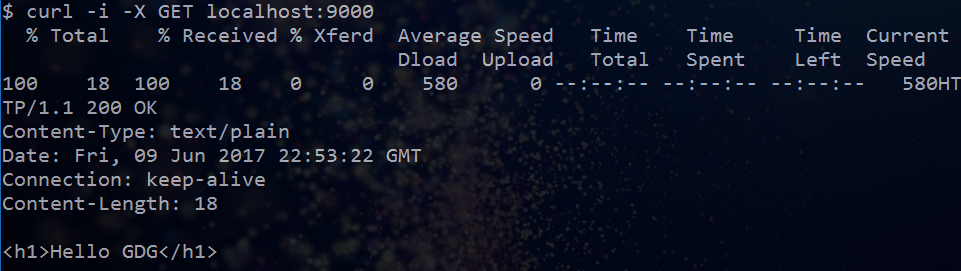 $ curl -i -X GET localhost:9000
  % Total    % Received % Xferd  Average Speed   Time    Time     Time  Current
                                 Dload  Upload   Total   Spent    Left  Speed
100    18  100    18    0     0    580      0 --:--:-- --:--:-- --:--:--   580HT
TP/1.1 200 OK
Content-Type: text/plain
Date: Fri, 09 Jun 2017 22:53:22 GMT
Connection: keep-alive
Content-Length: 18

<h1>Hello GDG</h1>